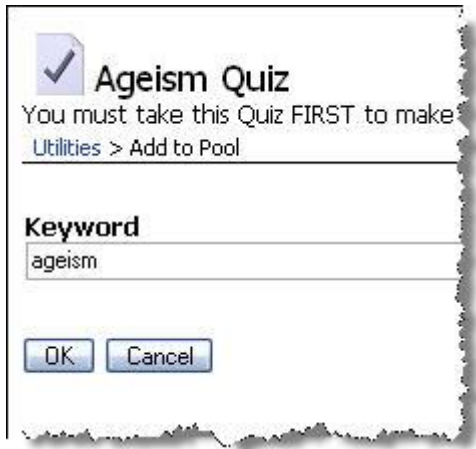 Ageism Quiz
You must take this Quiz FIRST to make
Utilities > Add to Pool
Keyword
ageism
OK Cancel